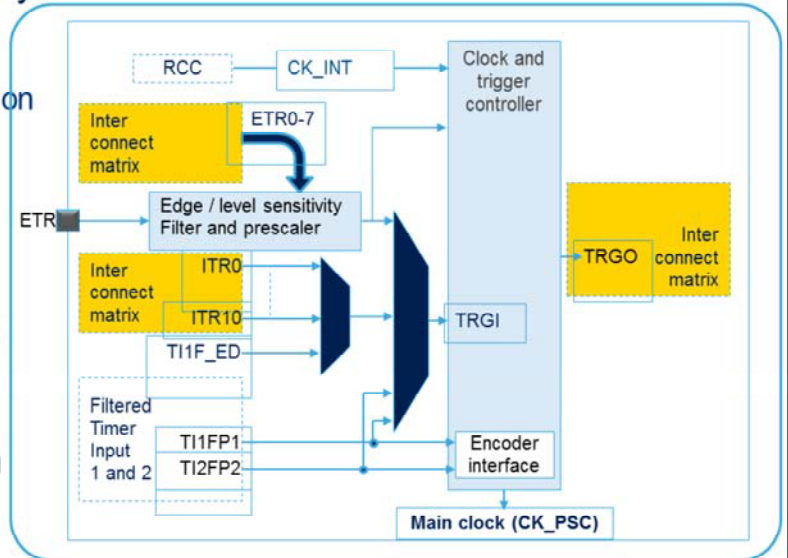 y
on
RCC
CK_INT
Clock and
trigger
controller
Inter
connect
matrix
ETR0-7
ETR
Edge / level sensitivity
Filter and prescaler
Inter
connect
matrix
TRGO
Inter
connect
matrix
ITR0
ITR10
TI1F_ED
TRGI
Filtered
Timer
Input
1 and 2
TI1FP1
TI2FP2
Encoder
interface
Main clock (CK_PSC)